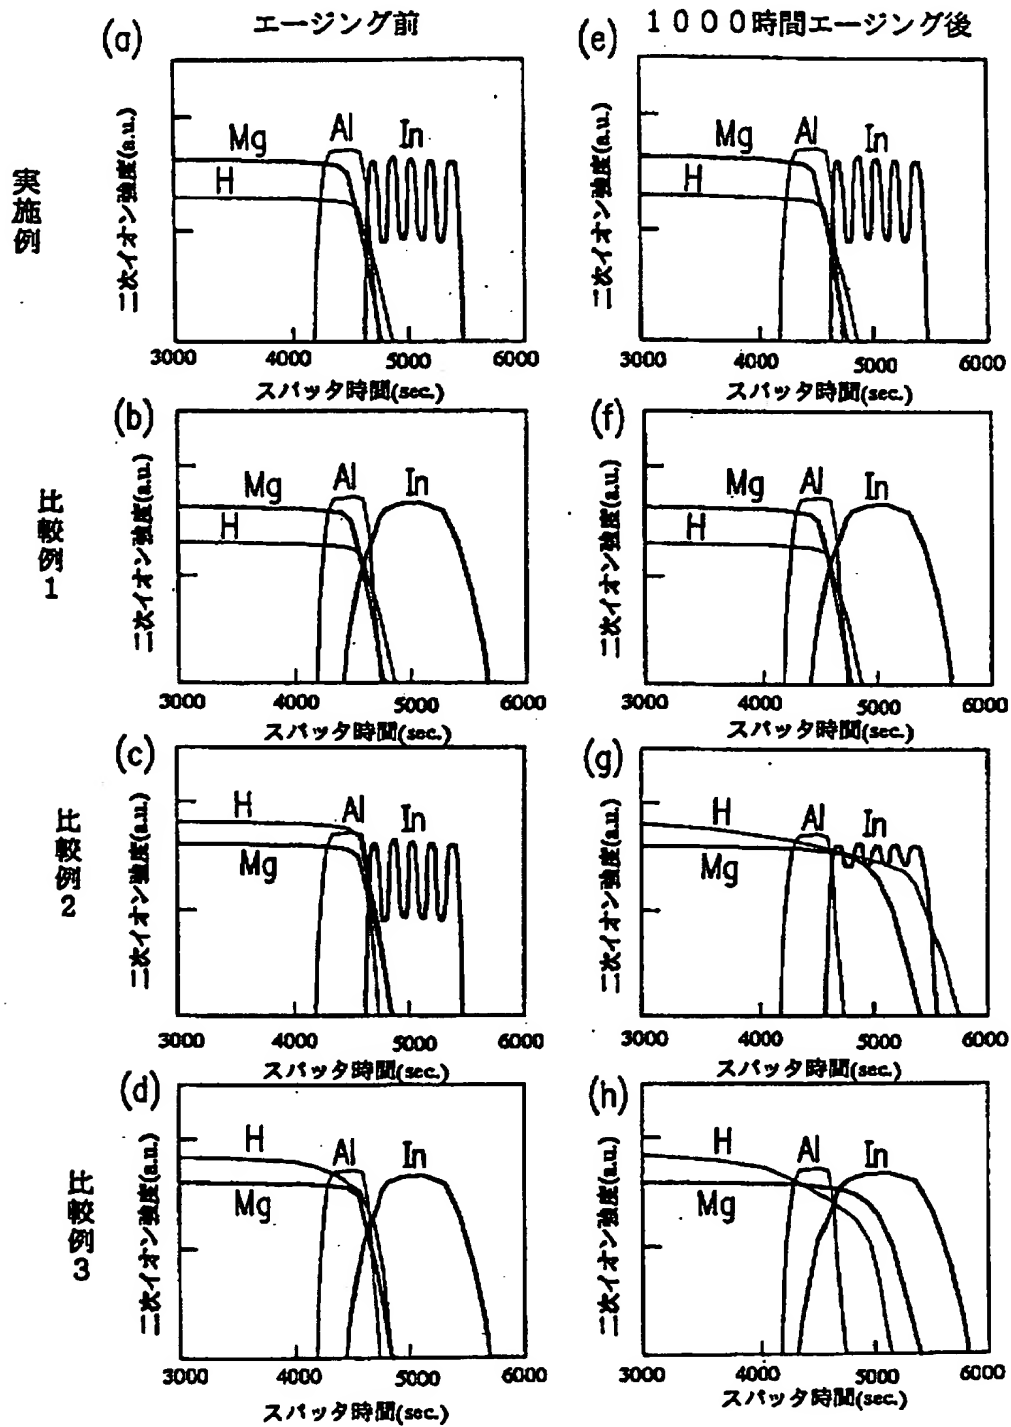 エージング前
1000時間エージング後
実施例
(a)
二次イオン強度(a.u.)
Mg
Al
In
H
3000 4000 5000 6000
スパッタ時間(sec.)
(e)
二次イオン強度(a.u.)
Mg
Al
In
H
3000 4000 5000 6000
スパッタ時間(sec.)
比較例1
(b)
二次イオン強度(a.u.)
Mg
Al
In
H
3000 4000 5000 6000
スパッタ時間(sec.)
(f)
二次イオン強度(a.u.)
Mg
Al
In
H
3000 4000 5000 6000
スパッタ時間(sec.)
比較例2
(c)
二次イオン強度(a.u.)
H
Al
In
Mg
3000 4000 5000 6000
スパッタ時間(sec.)
(g)
二次イオン強度(a.u.)
H
Al
In
Mg
3000 4000 5000 6000
スパッタ時間(sec.)
比較例3
(d)
二次イオン強度(a.u.)
H
Al
In
Mg
3000 4000 5000 6000
スパッタ時間(sec.)
(h)
二次イオン強度(a.u.)
H
Al
In
Mg
3000 4000 5000 6000
スパッタ時間(sec.)